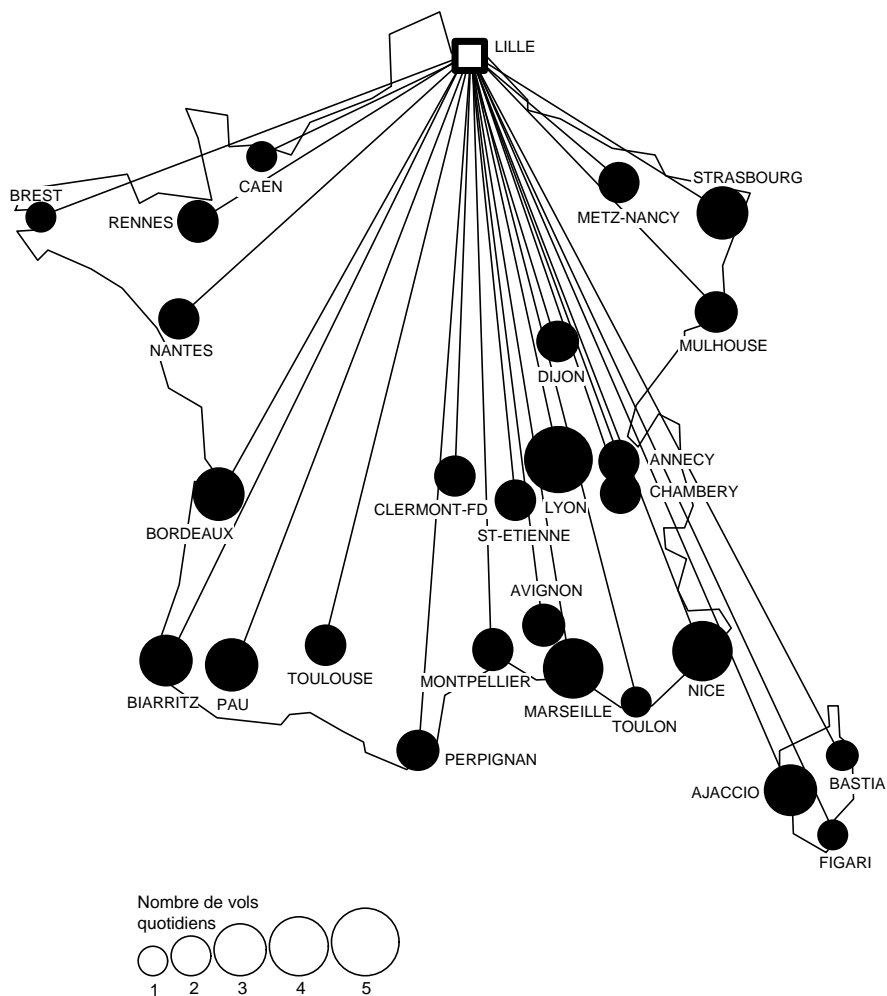 LILLE
CAEN
STRASBOURG
BREST
RENNES
METZ-NANCY
NANTES
MULHOUSE
DIJON
ANNECY
CHAMBERY
CLERMONT-FD
LYON
ST-ETIENNE
BORDEAUX
AVIGNON
TOULOUSE
MONTPELLIER
BIARRITZ
PAU
MARSEILLE
NICE
TOULON
PERPIGNAN
BASTIA
AJACCIO
FIGARI
Nombre de vols
quotidiens
1 2 3 4 5